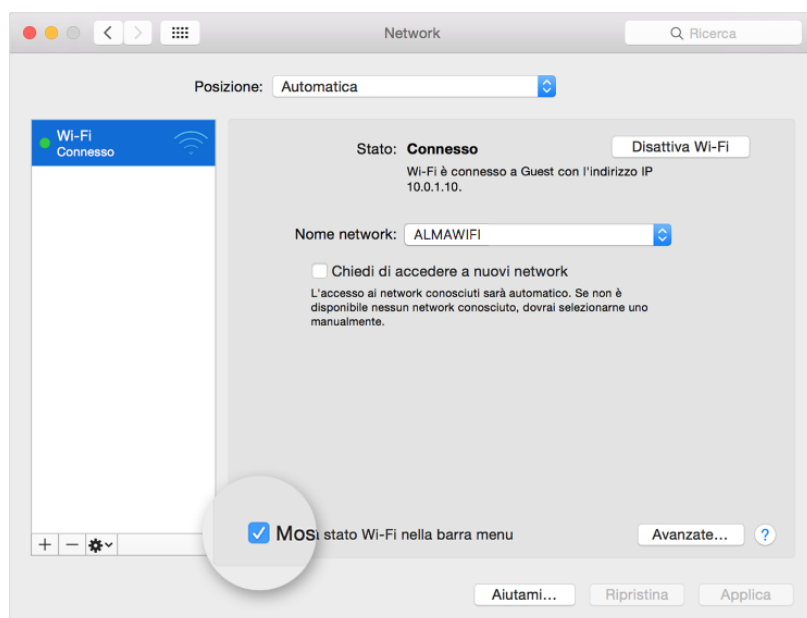 Network
Ricerca
Posizione: Automatica
Wi-Fi
Connesso
Stato: Connesso
Disattiva Wi-Fi
Wi-Fi è connesso a Guest con l'indirizzo IP
10.0.1.10.
Nome network: ALMAWIFI
Chiedi di accedere a nuovi network
L'accesso ai network conosciuti sarà automatico. Se non è
disponibile nessun network conosciuto, dovrai selezionarne uno
manualmente.
Mos stato Wi-Fi nella barra menu
Avanzate... ?
Aiutami... Ripristina Applica